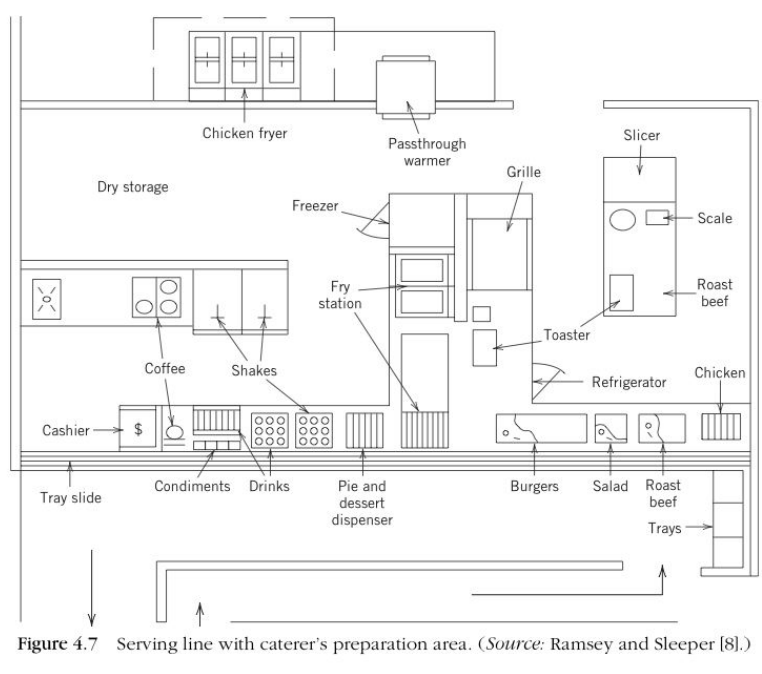 Chicken fryer
Passthrough
warmer
Slicer
Grille
Dry storage
Freezer
Scale
Fry
station
Roast
beef
Toaster
Coffee
Shakes
Refrigerator
Chicken
Cashier
$
Tray slide
Condiments
Drinks
Pie and
dessert
dispenser
Burgers
Salad
Roast
beef
Trays
Figure 4.7 Serving line with caterer's preparation area. (Source: Ramsey and Sleeper [8].)